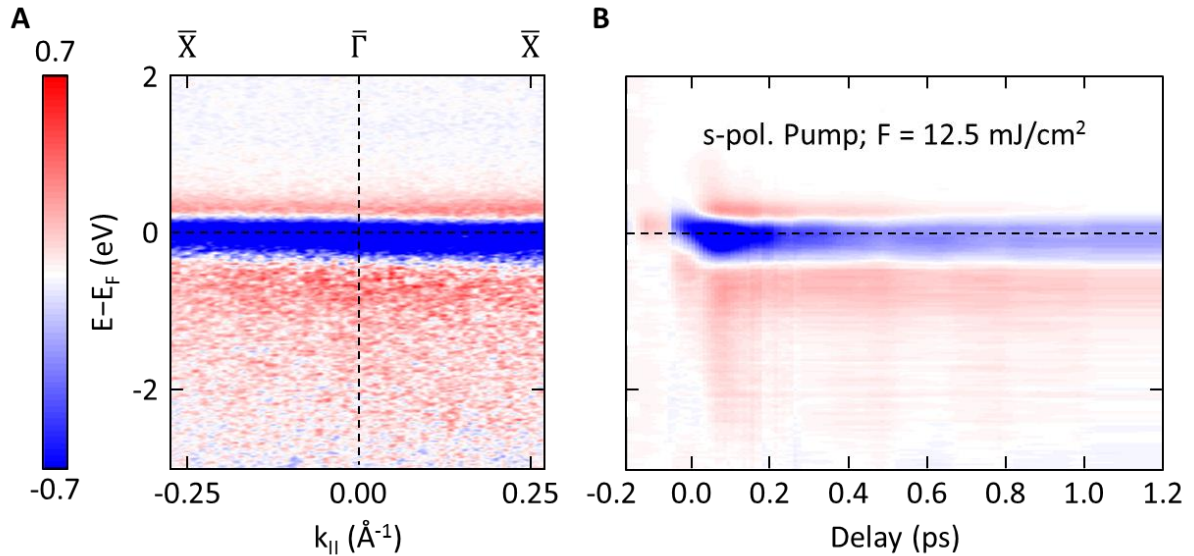 A
B
0.7
X̅ Γ̅ X̅
2
s-pol. Pump; F = 12.5 mJ/cm²
E−E_F (eV)
0
-2
-0.7
-0.25 0.00 0.25
-0.2 0.0 0.2 0.4 0.6 0.8 1.0 1.2
k_II (Å⁻¹)
Delay (ps)